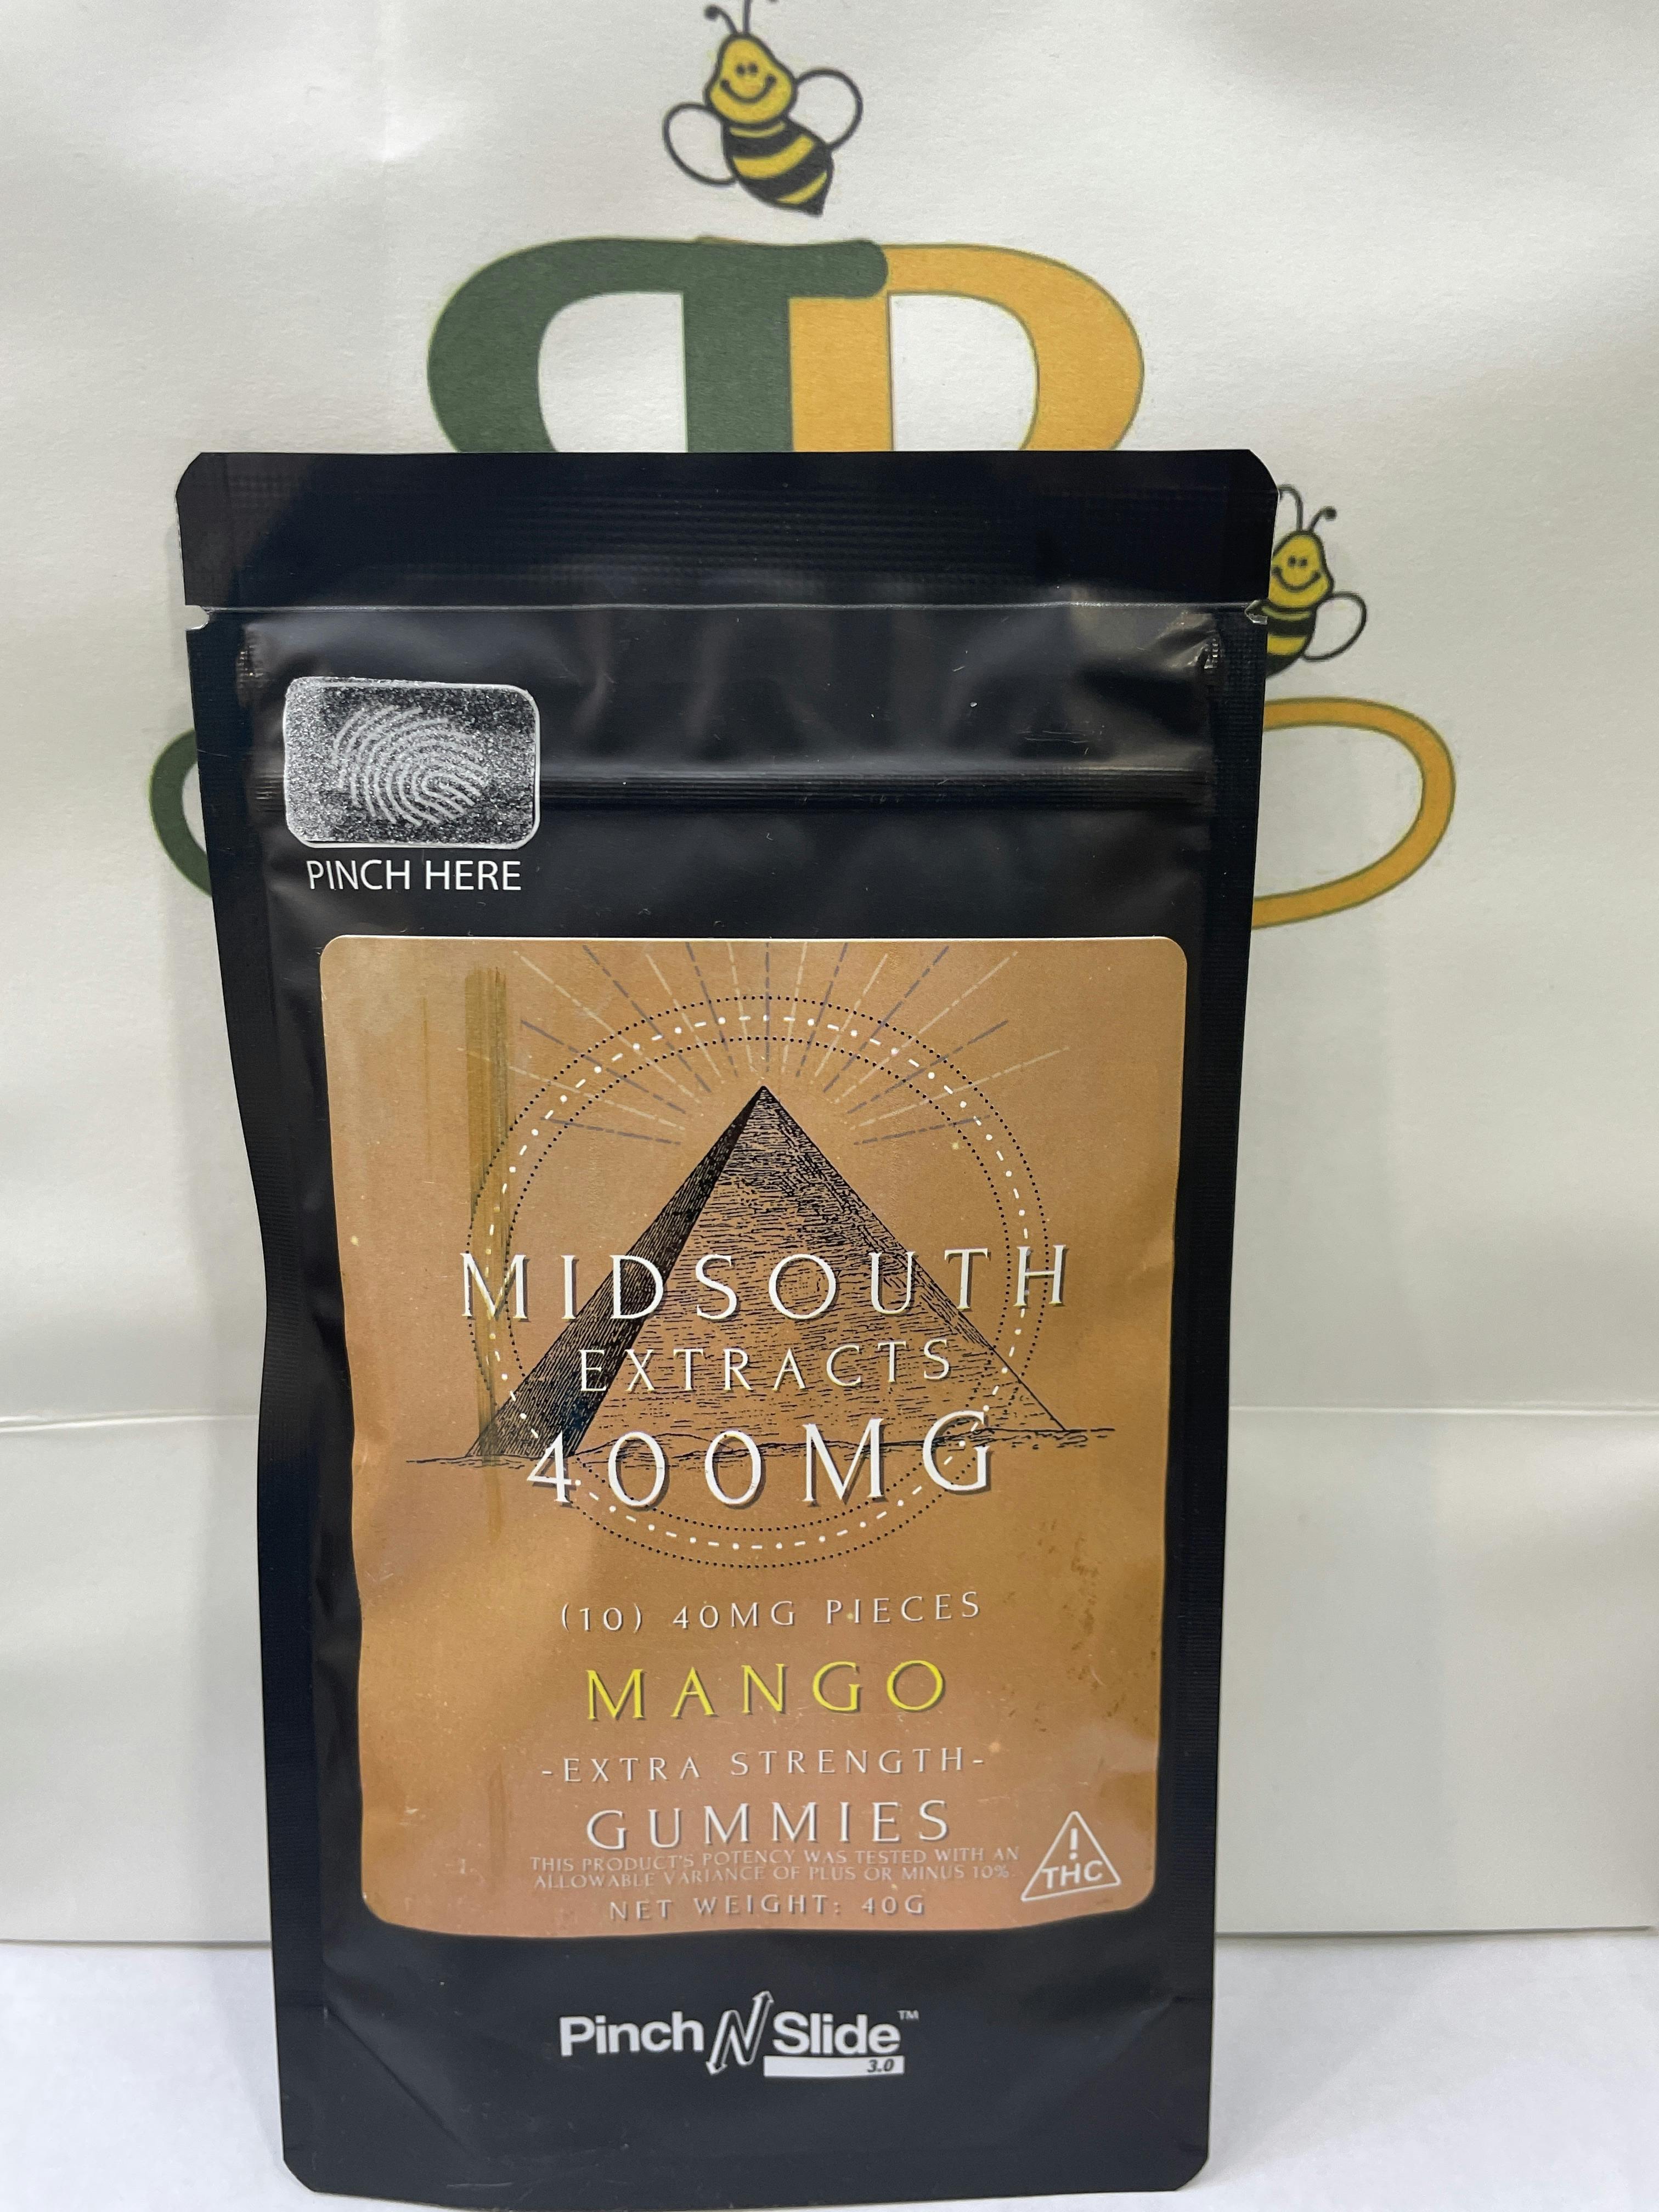 PINCH HERE
MIDSOUTH
EXTRACTS
400MG
(10) 40MG PIECES
MANGO
-EXTRA STRENGTH-
GUMMIES
THIS PRODUCT'S POTENCY WAS TESTED WITH AN
ALLOWABLE VARIANCE OF PLUS OR MINUS 10%.
NET WEIGHT: 40G
!
THC
Pinch N Slide™
3.0